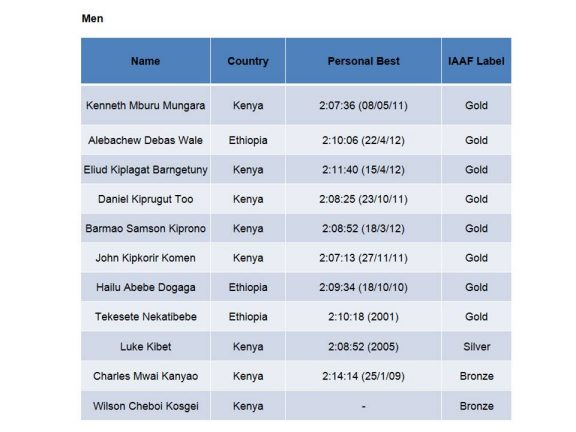 Men
Name Country Personal Best IAAF Label
Kenneth Mburu Mungara Kenya 2:07:36 (08/05/11) Gold
Alebachew Debas Wale Ethiopia 2:10:06 (22/4/12) Gold
Eliud Kiplagat Barngetuny Kenya 2:11:40 (15/4/12) Gold
Daniel Kiprugut Too Kenya 2:08:25 (23/10/11) Gold
Barmao Samson Kiprono Kenya 2:08:52 (18/3/12) Gold
John Kipkorir Komen Kenya 2:07:13 (27/11/11) Gold
Hailu Abebe Dogaga Ethiopia 2:09:34 (18/10/10) Gold
Tekesete Nekatibebe Ethiopia 2:10:18 (2001) Gold
Luke Kibet Kenya 2:08:52 (2005) Silver
Charles Mwai Kanyao Kenya 2:14:14 (25/1/09) Bronze
Wilson Cheboi Kosgei Kenya - Bronze